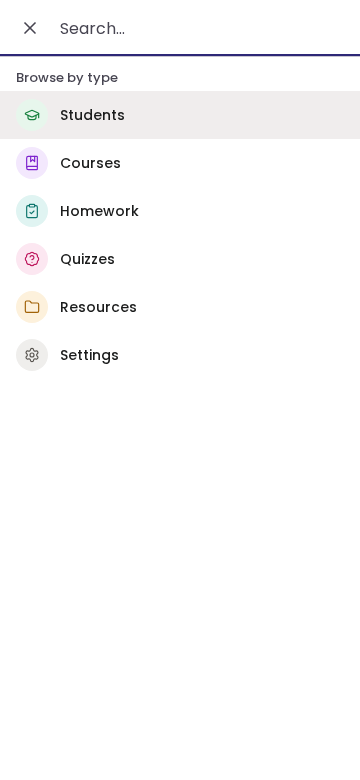 Search...
Browse by type
Students
Courses
Homework
Quizzes
Resources
Settings